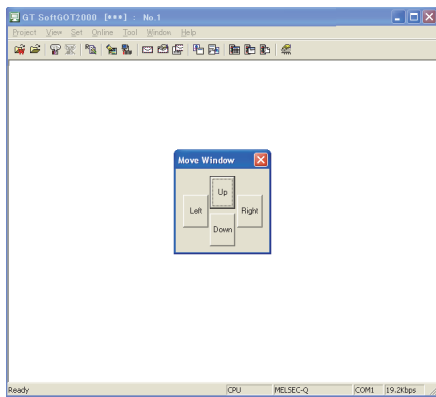 GT SoftGOT2000 [***] : No.1
Project View Set Online Tool Window Help
Move Window
Up
Left
Right
Down
Ready CPU MELSEC-Q COM1 19.2Kbps